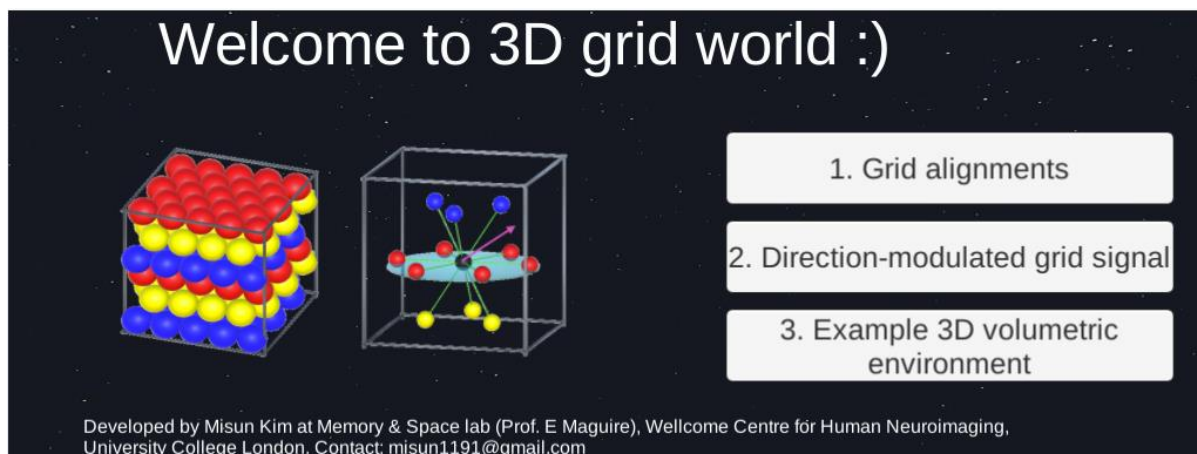 Welcome to 3D grid world :)
1. Grid alignments
2. Direction-modulated grid signal
3. Example 3D volumetric
environment
Developed by Misun Kim at Memory & Space lab (Prof. E Maguire), Wellcome Centre for Human Neuroimaging,
University College London. Contact: misun1191@gmail.com